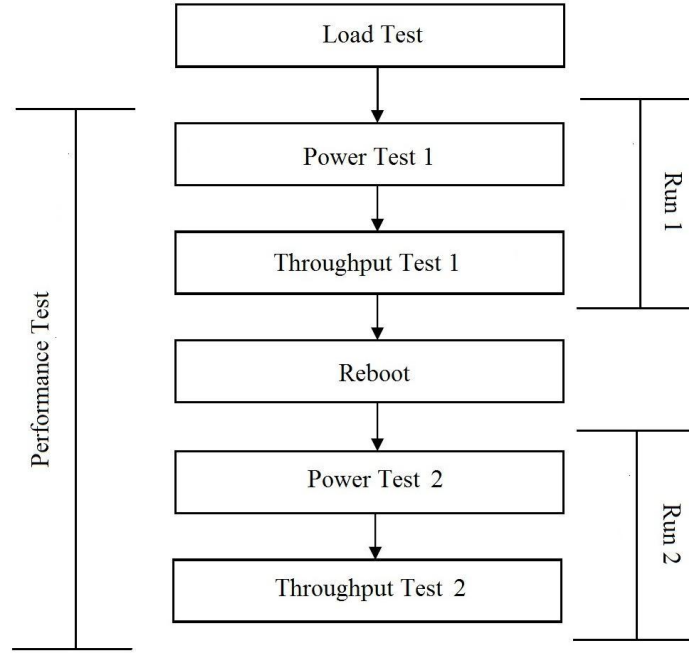 Load Test
Power Test 1
Throughput Test 1
Reboot
Power Test 2
Throughput Test 2
Performance Test
Run 1
Run 2